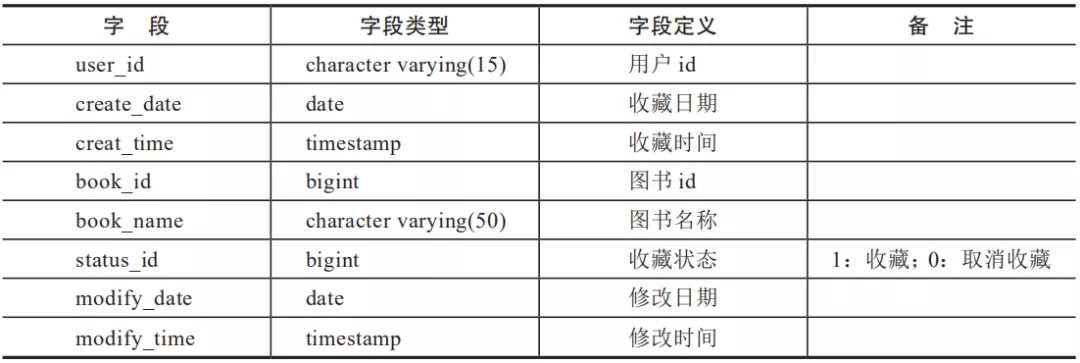 字 段 字段类型 字段定义 备 注
user_id character varying(15) 用户 id
create_date date 收藏日期
creat_time timestamp 收藏时间
book_id bigint 图书 id
book_name character varying(50) 图书名称
status_id bigint 收藏状态 1：收藏；0：取消收藏
modify_date date 修改日期
modify_time timestamp 修改时间